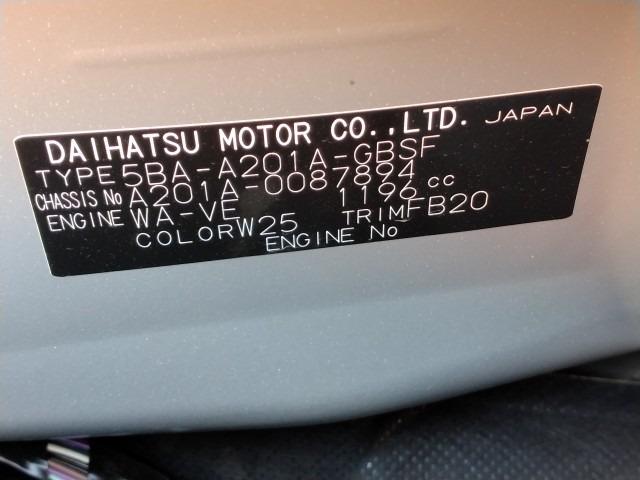 DAIHATSU MOTOR CO.,LTD. JAPAN
TYPE 5BA-A201A-GBSF
CHASSIS No A201A-0087894
ENGINE WA-VE 1196 cc
COLOR W25 TRIM FB20
ENGINE No